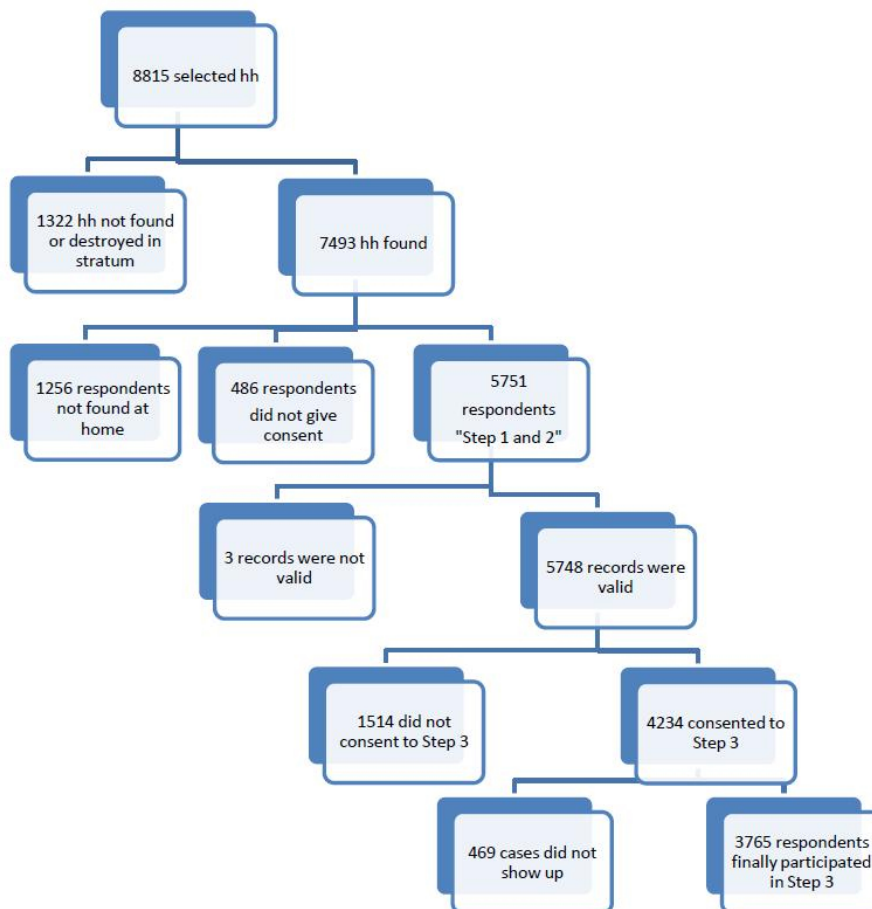 8815 selected hh
1322 hh not found
or destroyed in
stratum
7493 hh found
1256 respondents
not found at
home
486 respondents
did not give
consent
5751
respondents
"Step 1 and 2"
3 records were not
valid
5748 records were
valid
1514 did not
consent to Step 3
4234 consented to
Step 3
469 cases did not
show up
3765 respondents
finally participated
in Step 3